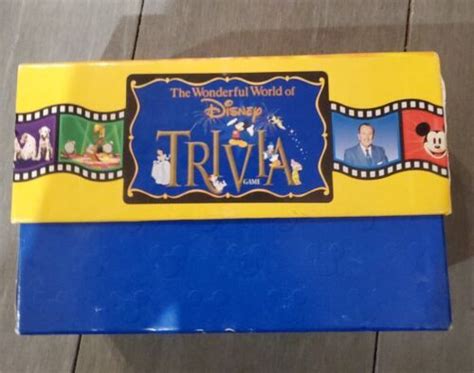 The Wonderful World of
Disney
TRIVIA
GAME